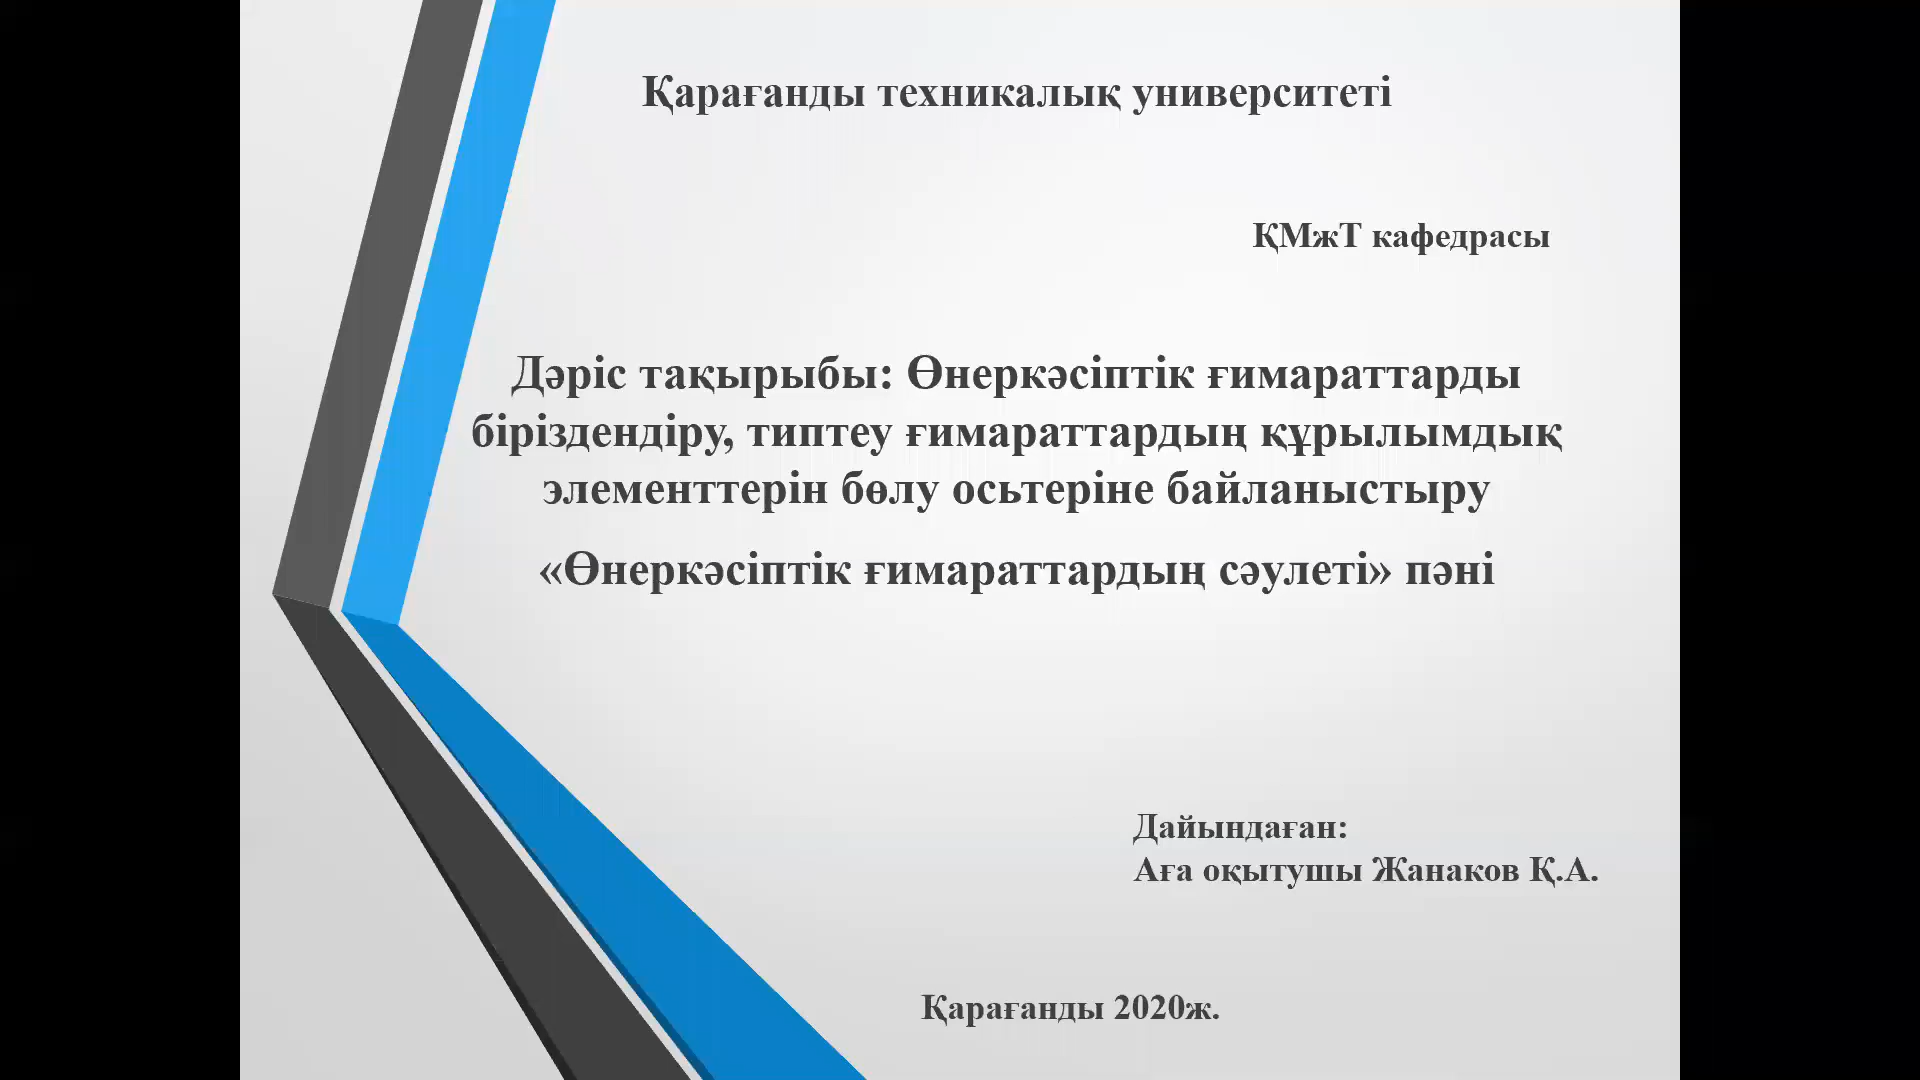 Қарағанды техникалық университеті
ҚМжТ кафедрасы
Дәріс тақырыбы: Өнеркәсіптік ғимараттарды
біріздендіру, типтеу ғимараттардың құрылымдық
элементтерін бөлу осьтеріне байланыстыру
«Өнеркәсіптік ғимараттардың сәулеті» пәні
Дайындаған:
Аға оқытушы Жанаков Қ.А.
Қарағанды 2020ж.